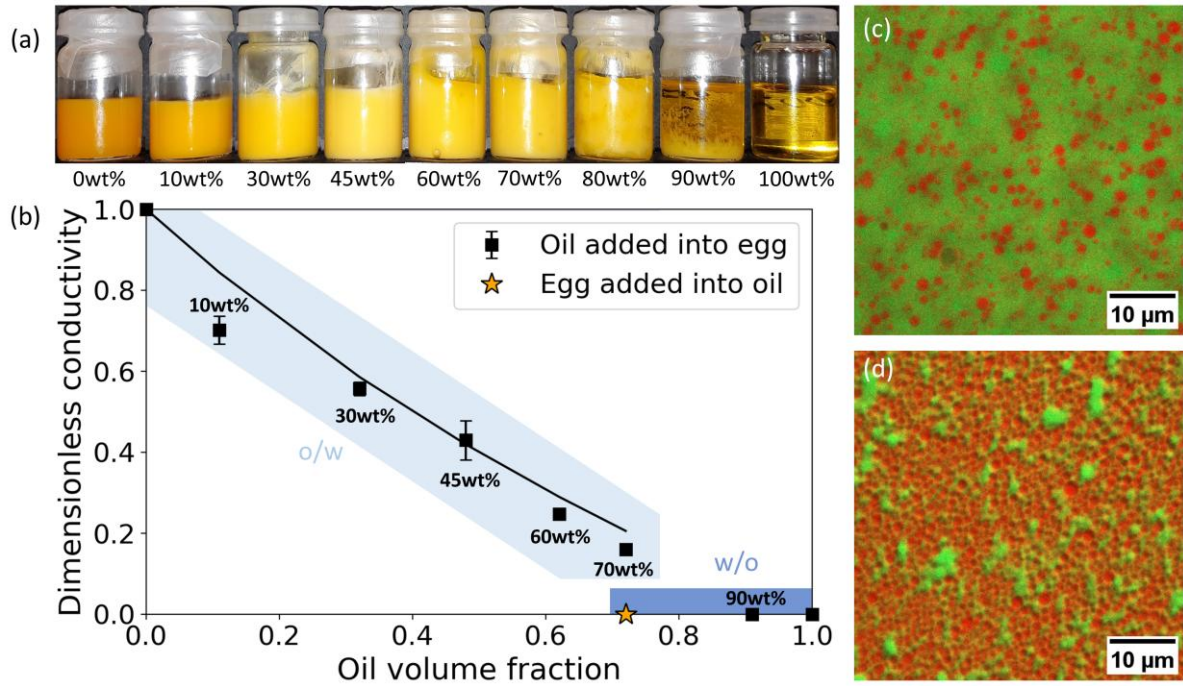 (a)
0wt% 10wt% 30wt% 45wt% 60wt% 70wt% 80wt% 90wt% 100wt%
(b)
Dimensionless conductivity
1.0
0.8
0.6
0.4
0.2
0.0
Oil added into egg
Egg added into oil
10wt%
30wt%
o/w
45wt%
60wt%
70wt%
w/o
90wt%
0.0 0.2 0.4 0.6 0.8 1.0
Oil volume fraction
(c)
10 µm
(d)
10 µm